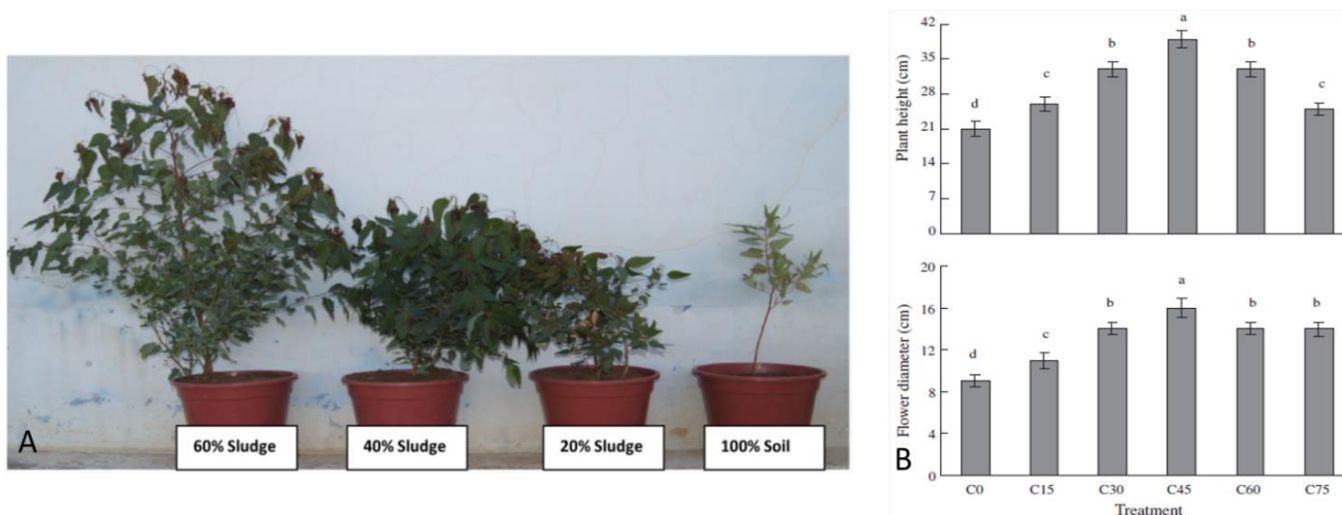 A
60% Sludge
40% Sludge
20% Sludge
100% Soil
B
Plant height (cm)
42
35
28
21
14
7
0
d
c
b
a
b
c
Flower diameter (cm)
20
16
12
8
4
0
d
c
b
a
b
b
C0 C15 C30 C45 C60 C75
Treatment